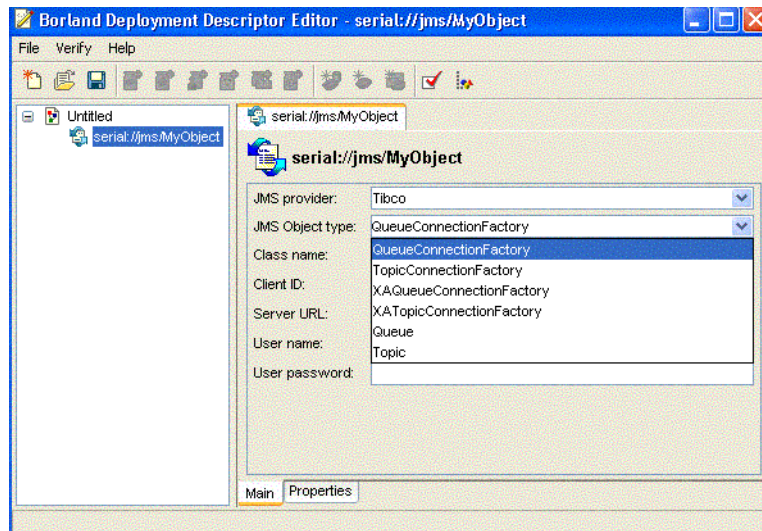 Borland Deployment Descriptor Editor - serial://jms/MyObject
File Verify Help
Untitled
serial://jms/MyObject
serial://jms/MyObject
serial://jms/MyObject
JMS provider: Tibco
JMS Object type: QueueConnectionFactory
Class name: QueueConnectionFactory
TopicConnectionFactory
Client ID: XAQueueConnectionFactory
Server URL: XATopicConnectionFactory
User name: Queue
Topic
User password:
Main Properties